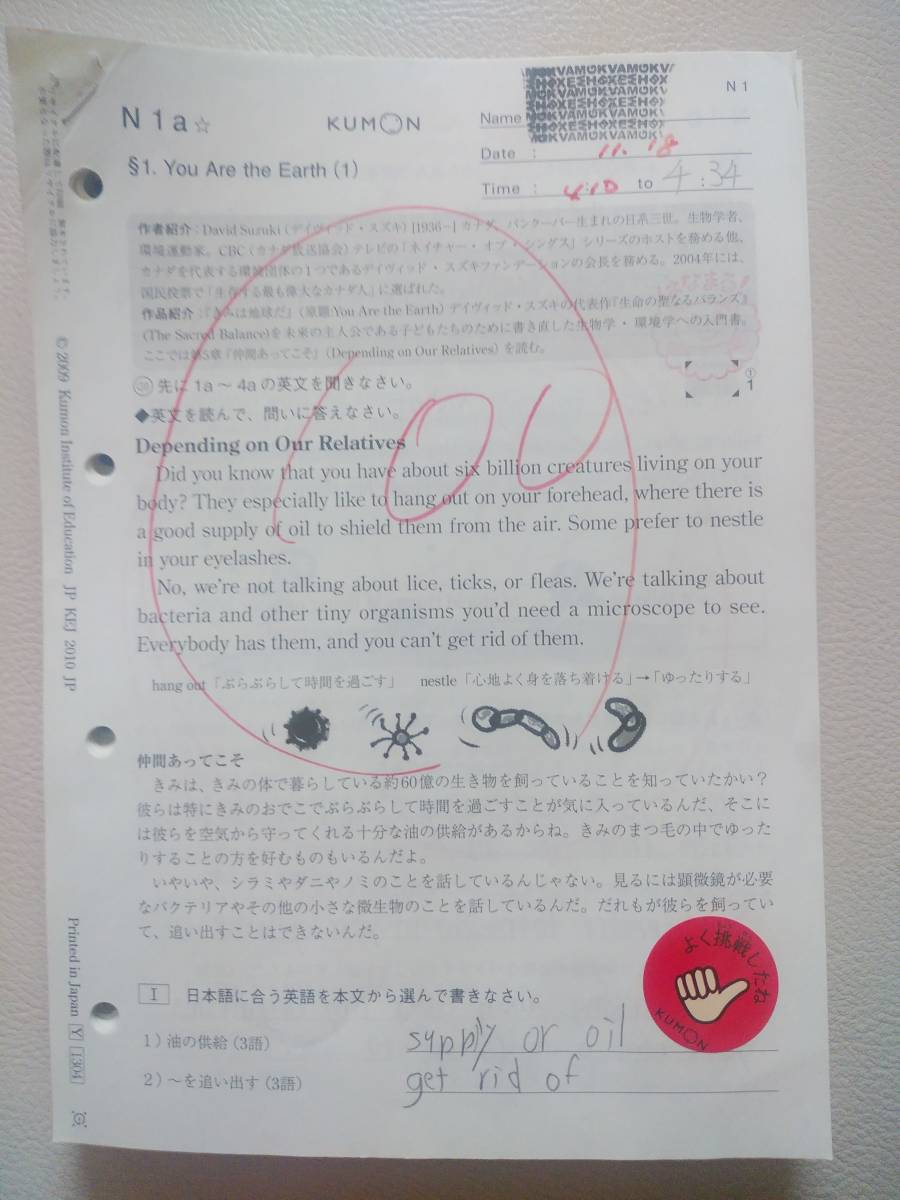 N 1 a☆
KUMON
N 1
Name
Date : 11. 18
Time : 4:10 to 4:34
§1. You Are the Earth (1)
作者紹介：David Suzuki（デイヴィッド・スズキ）[1936–] カナダ、バンクーバー生まれの日系三世。生物学者、
環境運動家。CBC（カナダ放送協会）テレビの「ネイチャー・オブ・シングス」シリーズのホストを務める他、
カナダを代表する環境団体の１つであるデイヴィッド・スズキファンデーションの会長を務める。2004年には、
国民投票で「生存する最も偉大なカナダ人」に選ばれた。
作品紹介：『きみは地球だ』（原題You Are the Earth）デイヴィッド・スズキの代表作『生命の聖なるバランス』
(The Sacred Balance)を未来の主人公である子どもたちのために書き直した生物学・環境学への入門書。
ここでは第5章『仲間あってこそ』(Depending on Our Relatives) を読む。
100
先に 1a～4a の英文を聞きなさい。
①
1
◆英文を読んで、問いに答えなさい。
Depending on Our Relatives
Did you know that you have about six billion creatures living on your
body? They especially like to hang out on your forehead, where there is
a good supply of oil to shield them from the air. Some prefer to nestle
in your eyelashes.
No, we're not talking about lice, ticks, or fleas. We're talking about
bacteria and other tiny organisms you'd need a microscope to see.
Everybody has them, and you can't get rid of them.
hang out「ぶらぶらして時間を過ごす」 nestle「心地よく身を落ち着ける」→「ゆったりする」
仲間あってこそ
きみは、きみの体で暮らしている約60億の生き物を飼っていることを知っていたかい？
彼らは特にきみのおでこでぶらぶらして時間を過ごすことが気に入っているんだ、そこに
は彼らを空気から守ってくれる十分な油の供給があるからね。きみのまつ毛の中でゆった
りすることの方を好むものもいるんだよ。
いやいや、シラミやダニやノミのことを話しているんじゃない。見るには顕微鏡が必要
なバクテリアやその他の小さな微生物のことを話しているんだ。だれもが彼らを飼ってい
て、追い出すことはできないんだ。
よく挑戦したね
KUMON
I 日本語に合う英語を本文から選んで書きなさい。
1) 油の供給 (3語) supply or oil
2) ～を追い出す (3語) get rid of
© 2009 Kumon Institute of Education JP KEJ 2010 JP
Printed in Japan Y 1304